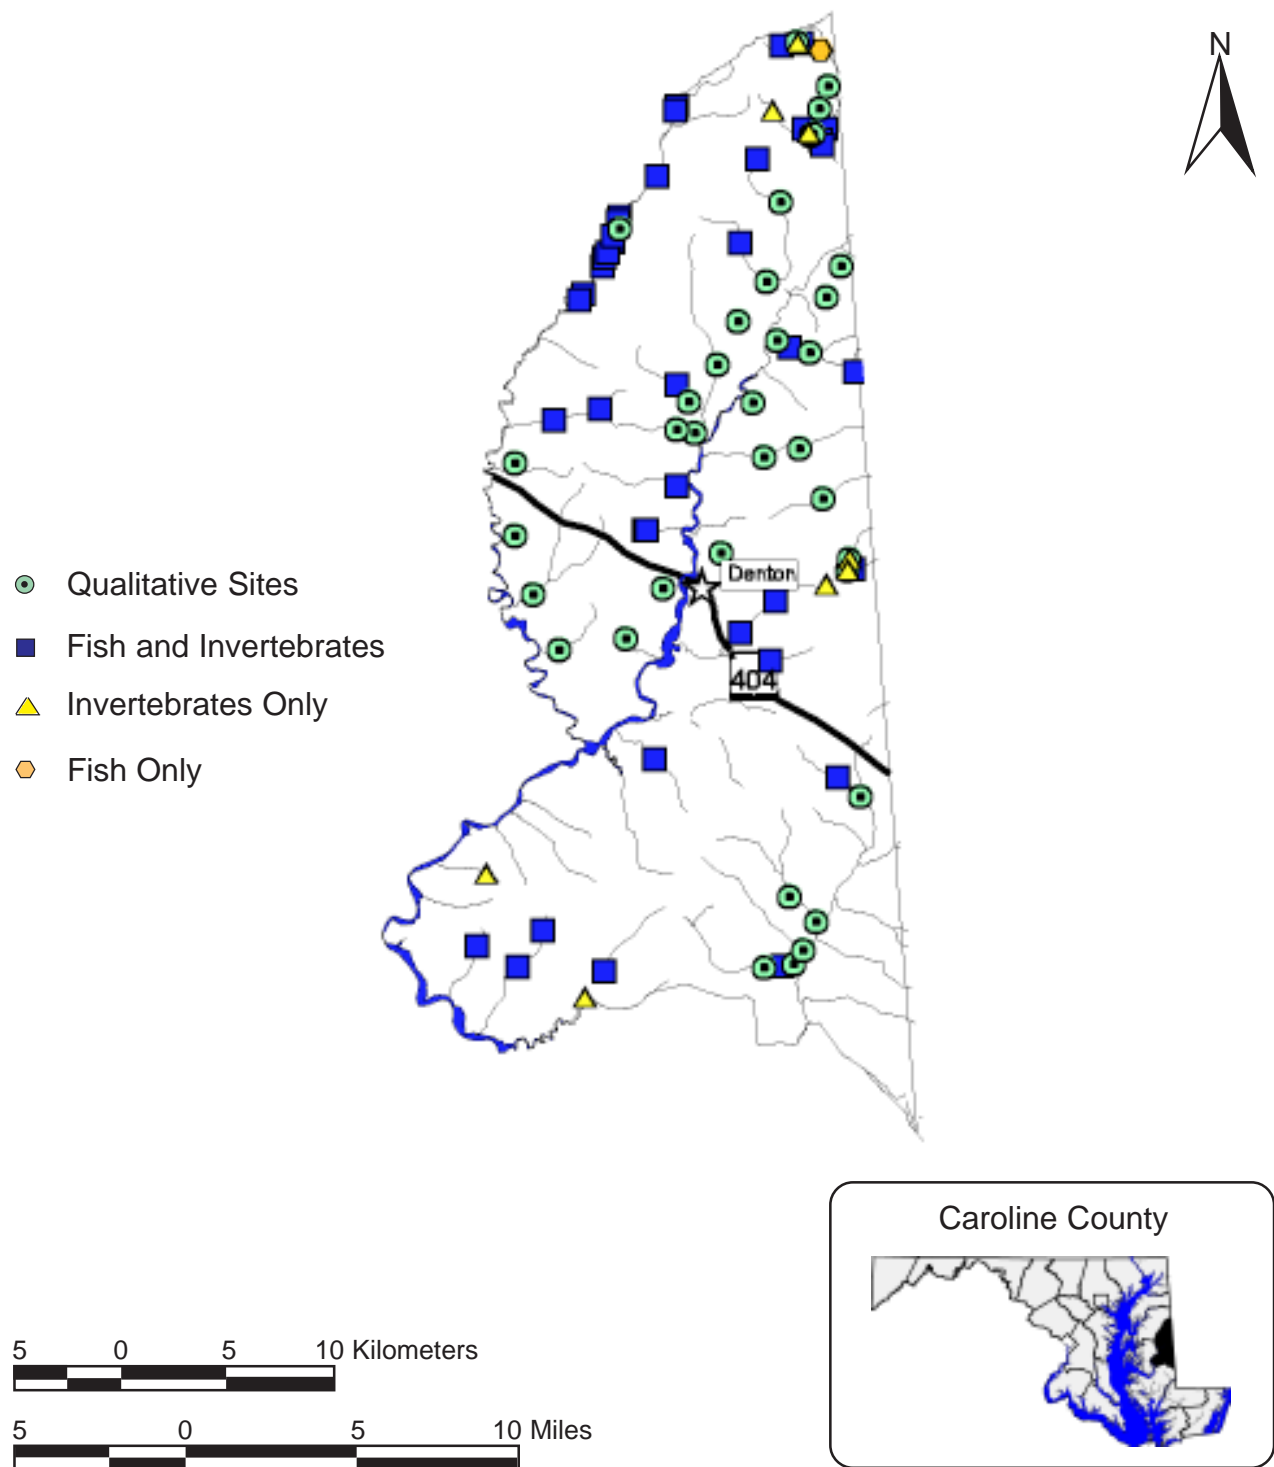 N
Denton
Qualitative Sites
Fish and Invertebrates
404
Invertebrates Only
Fish Only
Caroline County
5 0 5 10 Kilometers
5 0 5 10 Miles